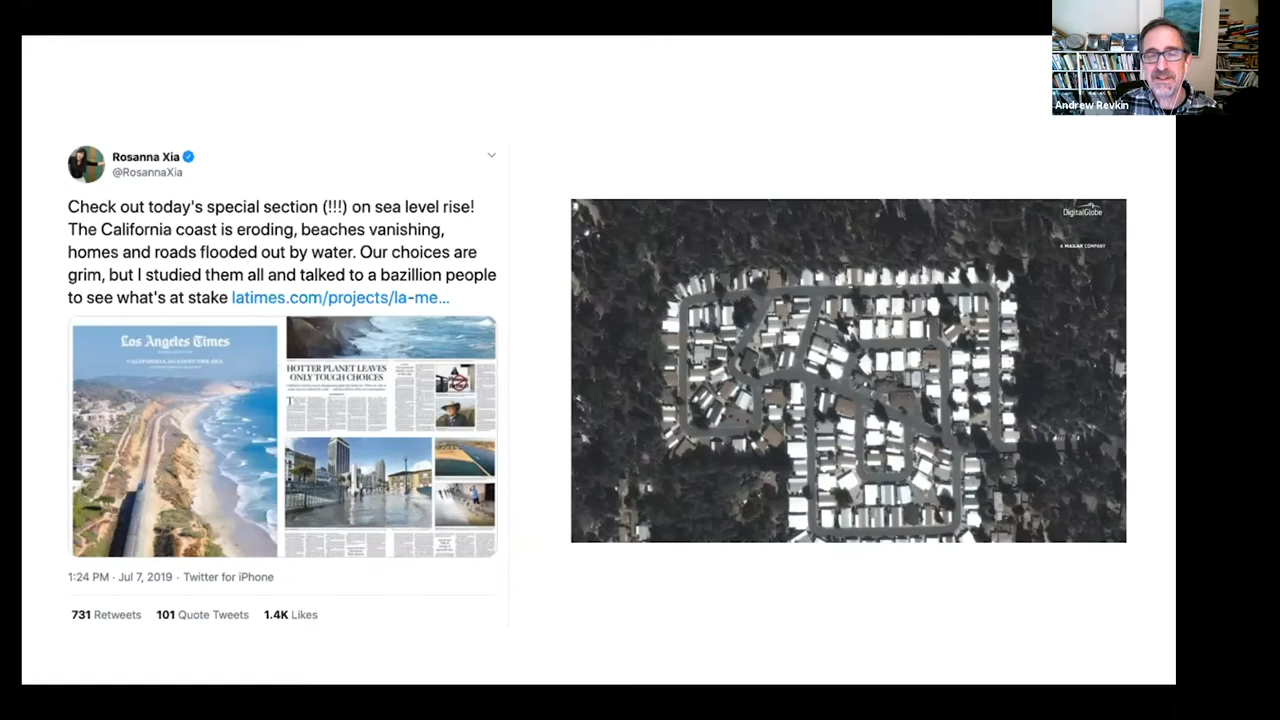 Andrew Revkin
Rosanna Xia
@RosannaXia
Check out today's special section (!!!) on sea level rise!
The California coast is eroding, beaches vanishing,
homes and roads flooded out by water. Our choices are
grim, but I studied them all and talked to a bazillion people
to see what's at stake latimes.com/projects/la-me...
Los Angeles Times
CALIFORNIA AGAINST THE SEA
HOTTER PLANET LEAVES
ONLY TOUGH CHOICES
1:24 PM · Jul 7, 2019 · Twitter for iPhone
731 Retweets 101 Quote Tweets 1.4K Likes
DigitalGlobe
A MAXAR COMPANY